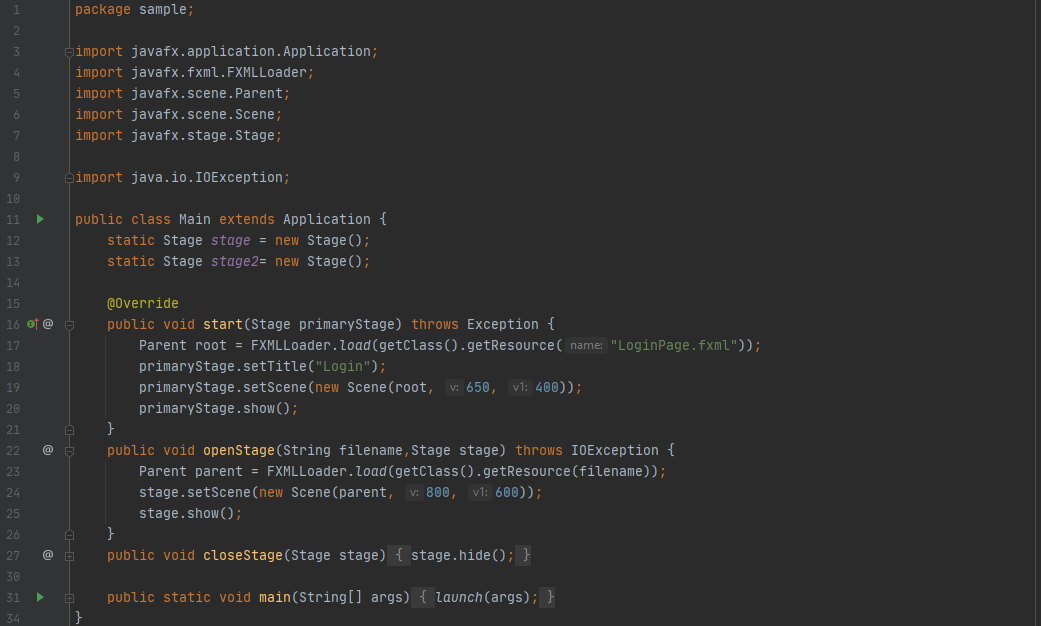 1 package sample;
2
3 import javafx.application.Application;
4 import javafx.fxml.FXMLLoader;
5 import javafx.scene.Parent;
6 import javafx.scene.Scene;
7 import javafx.stage.Stage;
8
9 import java.io.IOException;
10
11 public class Main extends Application {
12     static Stage stage = new Stage();
13     static Stage stage2= new Stage();
14
15     @Override
16 @   public void start(Stage primaryStage) throws Exception {
17         Parent root = FXMLLoader.load(getClass().getResource( name: "LoginPage.fxml"));
18         primaryStage.setTitle("Login");
19         primaryStage.setScene(new Scene(root, v: 650, v1: 400));
20         primaryStage.show();
21     }
22 @   public void openStage(String filename,Stage stage) throws IOException {
23         Parent parent = FXMLLoader.load(getClass().getResource(filename));
24         stage.setScene(new Scene(parent, v: 800, v1: 600));
25         stage.show();
26     }
27 @   public void closeStage(Stage stage) { stage.hide(); }
30
31     public static void main(String[] args) { launch(args); }
34 }